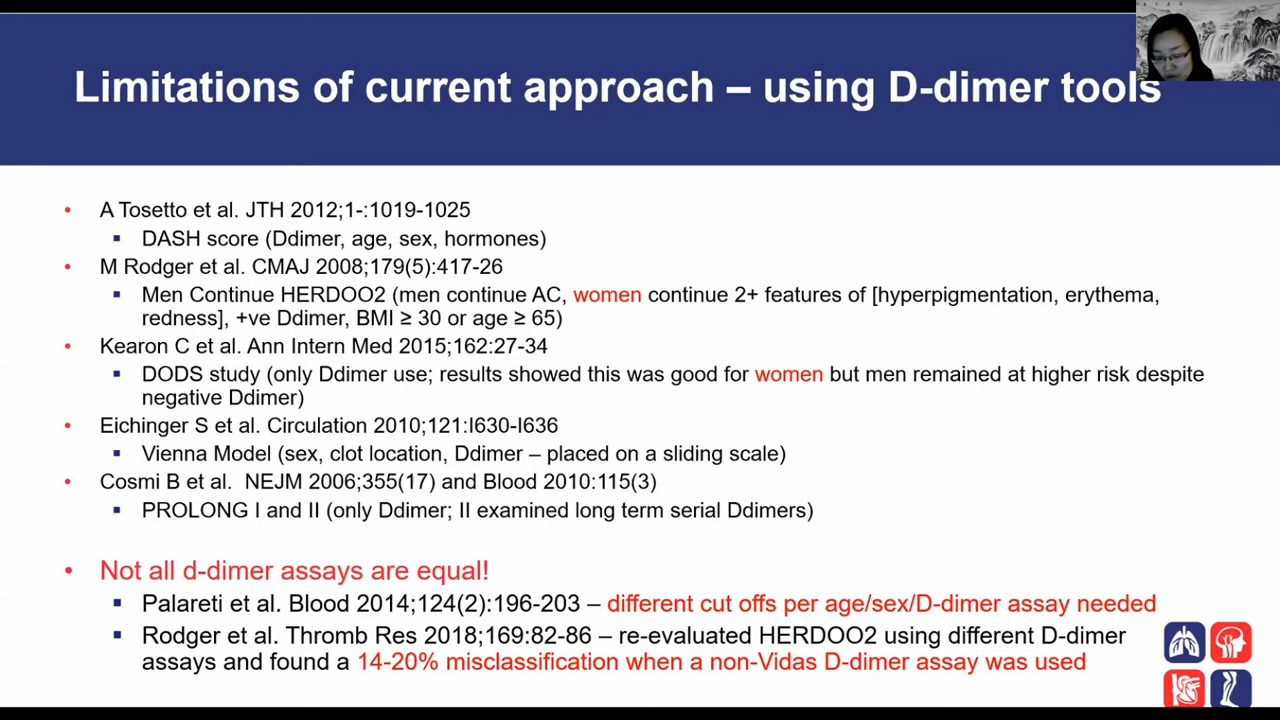 Limitations of current approach – using D-dimer tools
• A Tosetto et al. JTH 2012;1-:1019-1025
▪ DASH score (Ddimer, age, sex, hormones)
• M Rodger et al. CMAJ 2008;179(5):417-26
▪ Men Continue HERDOO2 (men continue AC, women continue 2+ features of [hyperpigmentation, erythema,
redness], +ve Ddimer, BMI ≥ 30 or age ≥ 65)
• Kearon C et al. Ann Intern Med 2015;162:27-34
▪ DODS study (only Ddimer use; results showed this was good for women but men remained at higher risk despite
negative Ddimer)
• Eichinger S et al. Circulation 2010;121:I630-I636
▪ Vienna Model (sex, clot location, Ddimer – placed on a sliding scale)
• Cosmi B et al.  NEJM 2006;355(17) and Blood 2010:115(3)
▪ PROLONG I and II (only Ddimer; II examined long term serial Ddimers)
• Not all d-dimer assays are equal!
▪ Palareti et al. Blood 2014;124(2):196-203 – different cut offs per age/sex/D-dimer assay needed
▪ Rodger et al. Thromb Res 2018;169:82-86 – re-evaluated HERDOO2 using different D-dimer
assays and found a 14-20% misclassification when a non-Vidas D-dimer assay was used